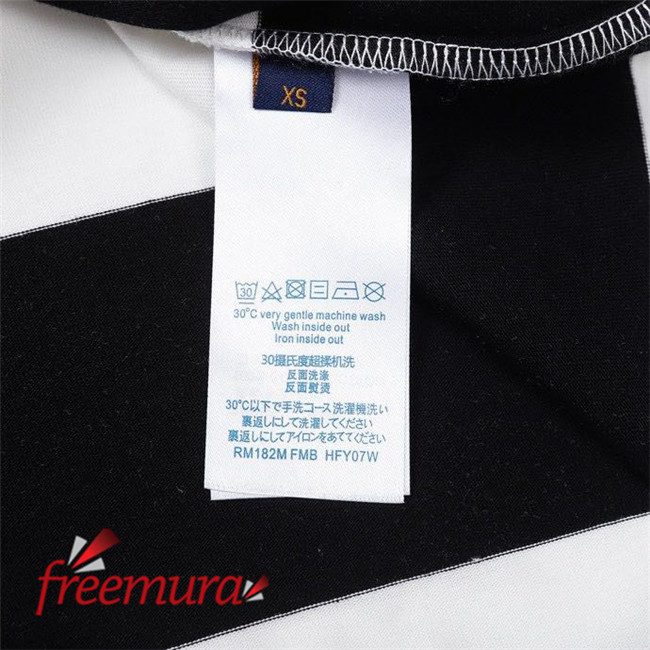 XS
30
30°C very gentle machine wash
Wash inside out
Iron inside out
30摄氏度超揉机洗
反面洗涤
反面熨烫
30°C以下で手洗コース洗濯機洗い
裏返しにして洗濯してください
裏返しにしてアイロンをあててください
RM182M FMB HFY07W
freemura